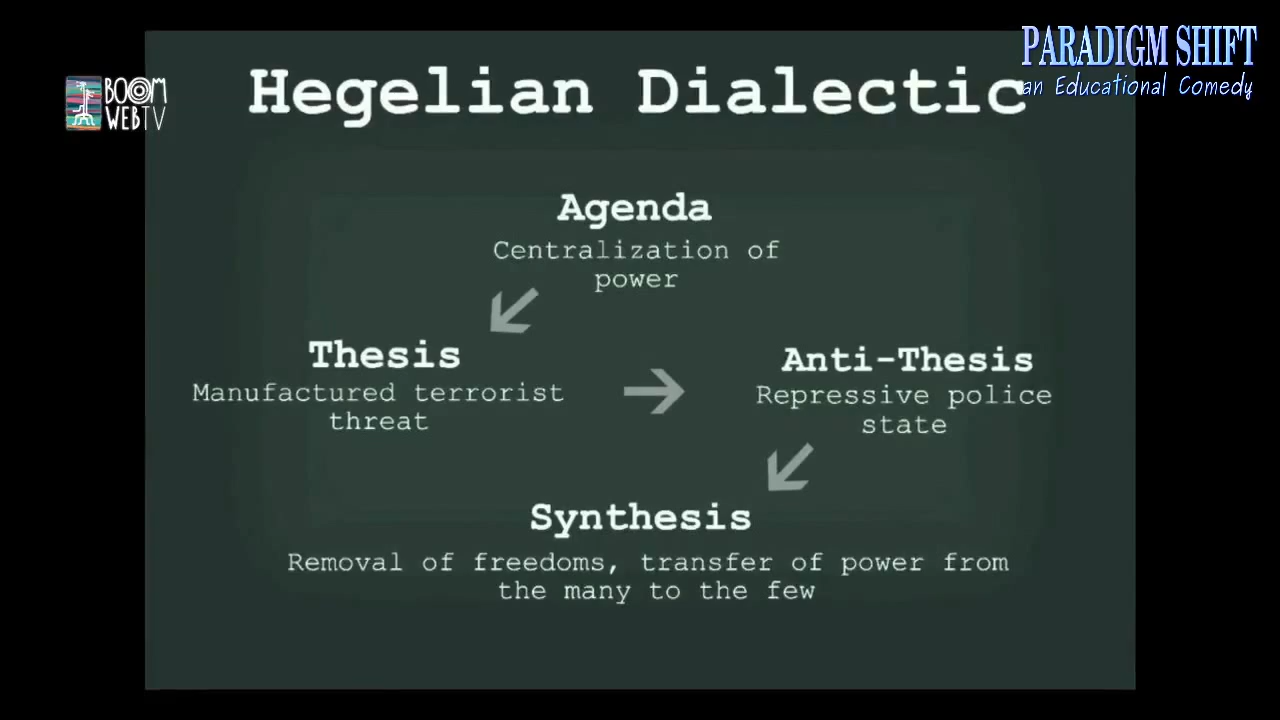 PARADIGM SHIFT
an Educational Comedy
BOOM
WEBTV
Hegelian Dialectic
Agenda
Centralization of
power
Thesis
Manufactured terrorist
threat
Anti-Thesis
Repressive police
state
Synthesis
Removal of freedoms, transfer of power from
the many to the few